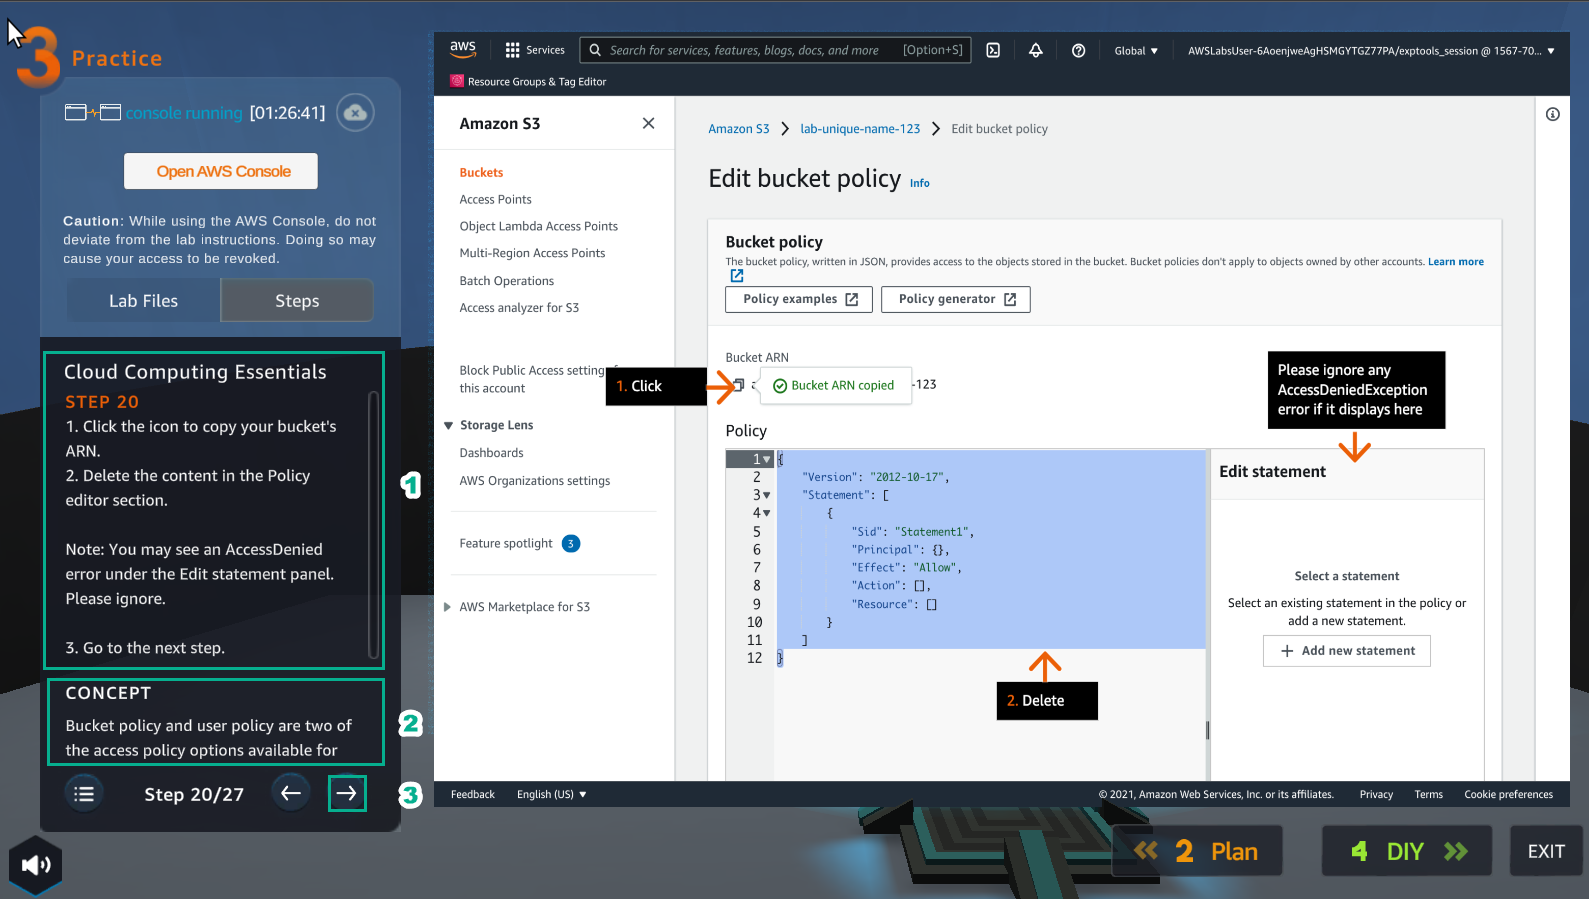 3 Practice
console running [01:26:41]
Open AWS Console
Caution: While using the AWS Console, do not
deviate from the lab instructions. Doing so may
cause your access to be revoked.
Lab Files
Steps
Cloud Computing Essentials
STEP 20
1. Click the icon to copy your bucket's
ARN.
2. Delete the content in the Policy
editor section.
Note: You may see an AccessDenied
error under the Edit statement panel.
Please ignore.
3. Go to the next step.
1
CONCEPT
Bucket policy and user policy are two of
the access policy options available for
2
Step 20/27
3
aws
Services
Search for services, features, blogs, docs, and more
[Option+S]
Global
AWSLabsUser-6AoenjweAgHSMGYTGZ77PA/exptools_session @ 1567-70...
Resource Groups & Tag Editor
Amazon S3
Buckets
Access Points
Object Lambda Access Points
Multi-Region Access Points
Batch Operations
Access analyzer for S3
Block Public Access settings
this account
Storage Lens
Dashboards
AWS Organizations settings
Feature spotlight 3
AWS Marketplace for S3
Amazon S3
lab-unique-name-123
Edit bucket policy
Edit bucket policy Info
Bucket policy
The bucket policy, written in JSON, provides access to the objects stored in the bucket. Bucket policies don't apply to objects owned by other accounts. Learn more
Policy examples
Policy generator
Bucket ARN
1. Click
Bucket ARN copied
-123
Please ignore any
AccessDeniedException
error if it displays here
Policy
1 {
2 "Version": "2012-10-17",
3 "Statement": [
4 {
5 "Sid": "Statement1",
6 "Principal": {},
7 "Effect": "Allow",
8 "Action": [],
9 "Resource": []
10 }
11 ]
12 }
2. Delete
Edit statement
Select a statement
Select an existing statement in the policy or
add a new statement.
+ Add new statement
Feedback
English (US)
© 2021, Amazon Web Services, Inc. or its affiliates.
Privacy
Terms
Cookie preferences
2 Plan
4 DIY
EXIT